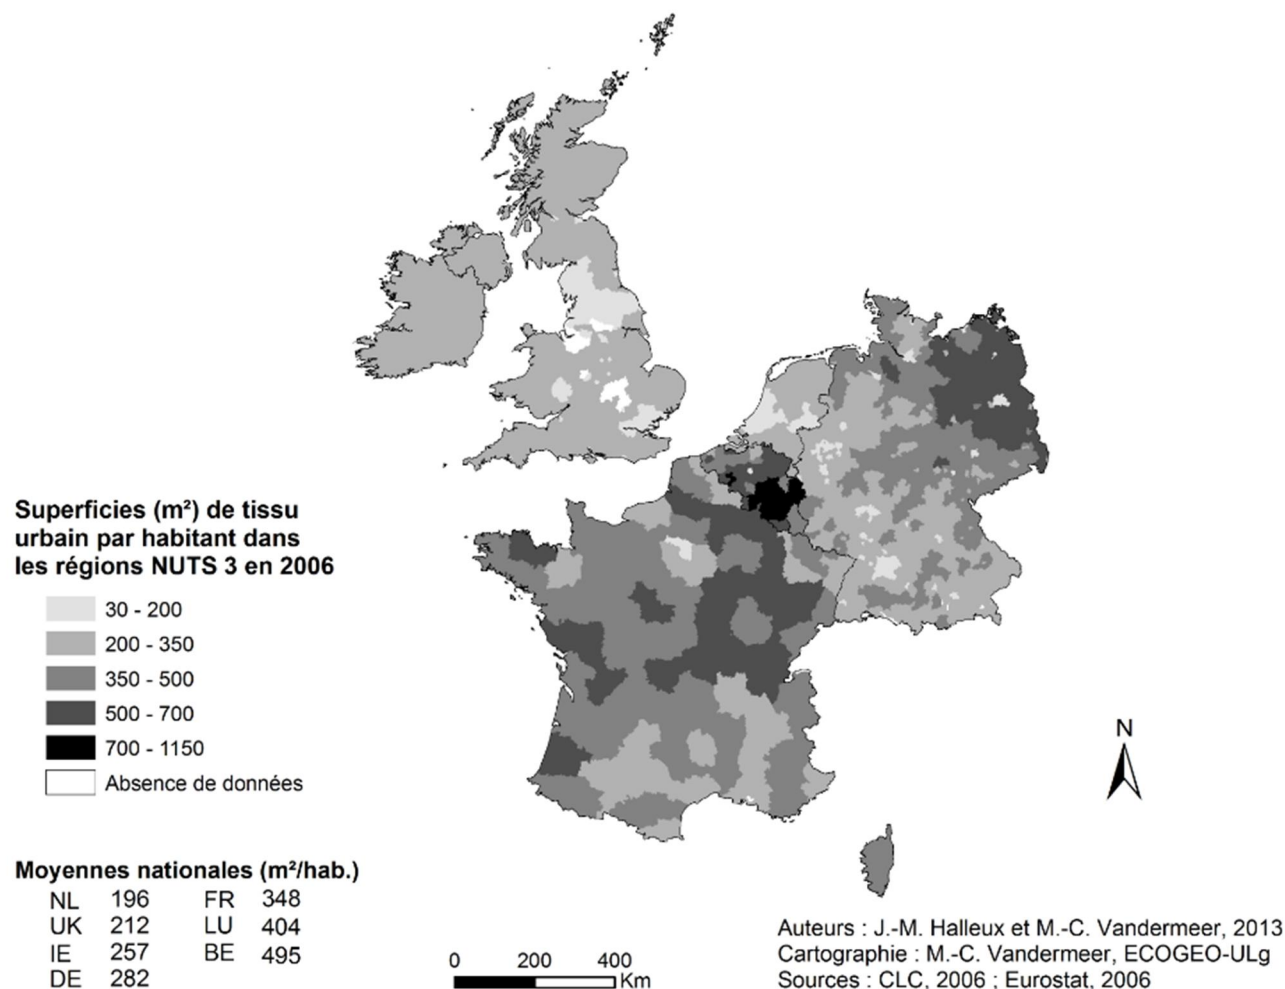 Superficies (m²) de tissu
urbain par habitant dans
les régions NUTS 3 en 2006
30 - 200
200 - 350
350 - 500
500 - 700
700 - 1150
Absence de données
Moyennes nationales (m²/hab.)
NL 196 FR 348
UK 212 LU 404
IE 257 BE 495
DE 282
0 200 400
Km
N
Auteurs : J.-M. Halleux et M.-C. Vandermeer, 2013
Cartographie : M.-C. Vandermeer, ECOGEO-ULg
Sources : CLC, 2006 ; Eurostat, 2006